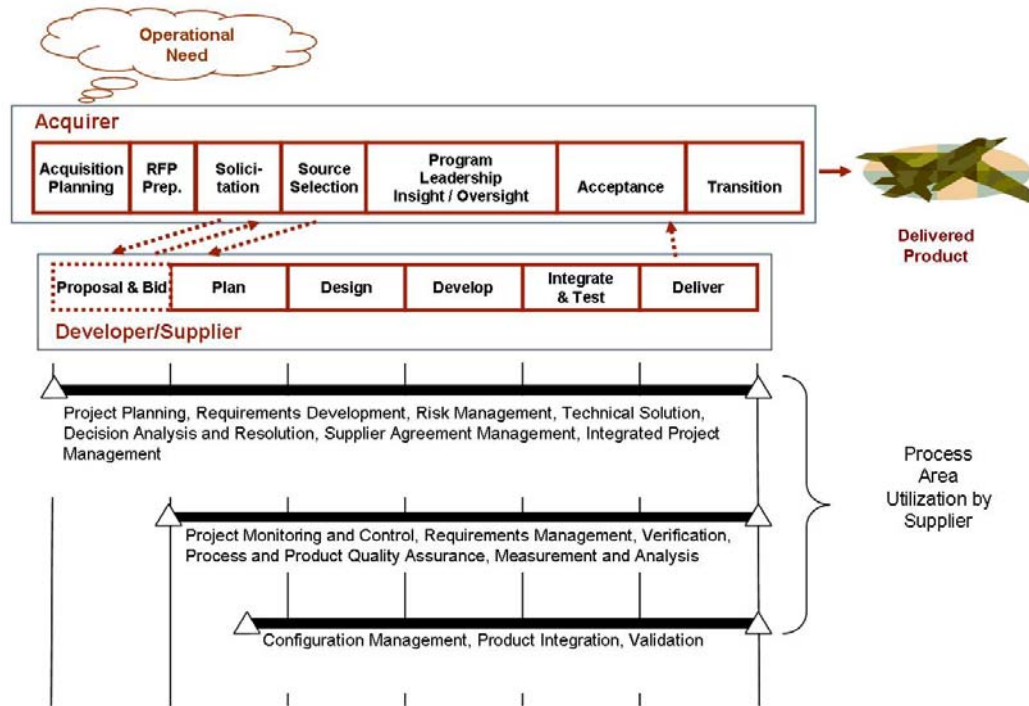 Operational
Need
Acquirer
Acquisition
Planning
RFP
Prep.
Solici-
tation
Source
Selection
Program
Leadership
Insight / Oversight
Acceptance
Transition
Delivered
Product
Proposal & Bid
Plan
Design
Develop
Integrate
& Test
Deliver
Developer/Supplier
Project Planning, Requirements Development, Risk Management, Technical Solution,
Decision Analysis and Resolution, Supplier Agreement Management, Integrated Project
Management
Process
Area
Utilization by
Supplier
Project Monitoring and Control, Requirements Management, Verification,
Process and Product Quality Assurance, Measurement and Analysis
Configuration Management, Product Integration, Validation